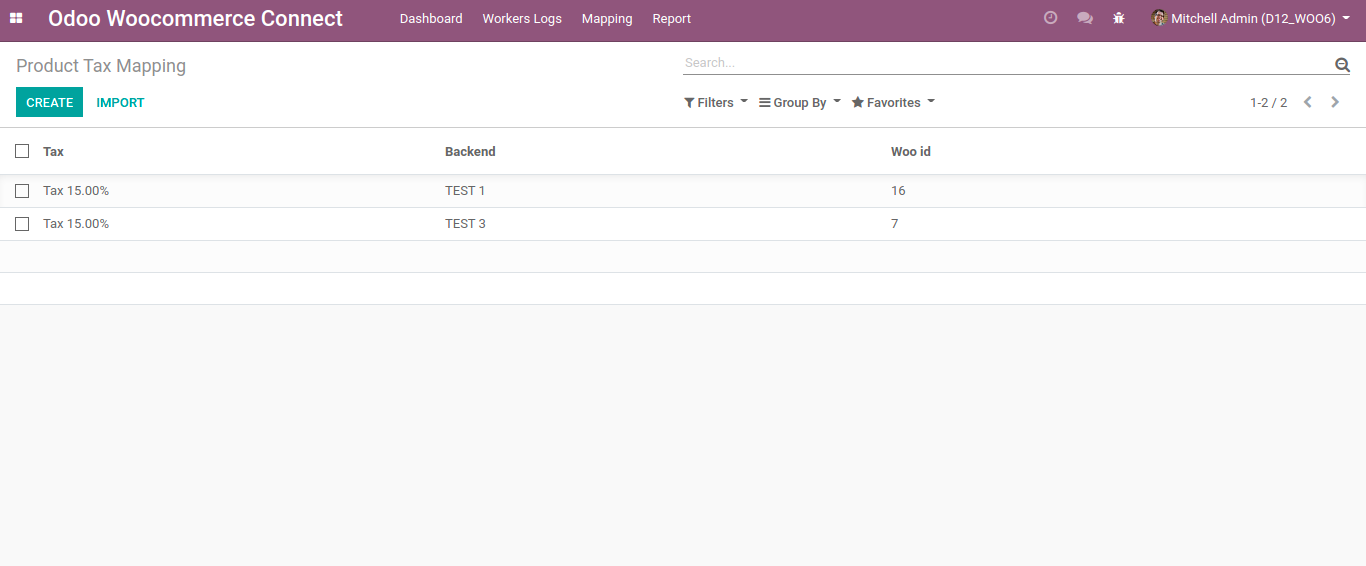 Odoo Woocommerce Connect Dashboard Workers Logs Mapping Report Mitchell Admin (D12_WOO6)
Product Tax Mapping Search...
CREATE IMPORT Filters Group By Favorites 1-2 / 2
Tax Backend Woo id
Tax 15.00% TEST 1 16
Tax 15.00% TEST 3 7